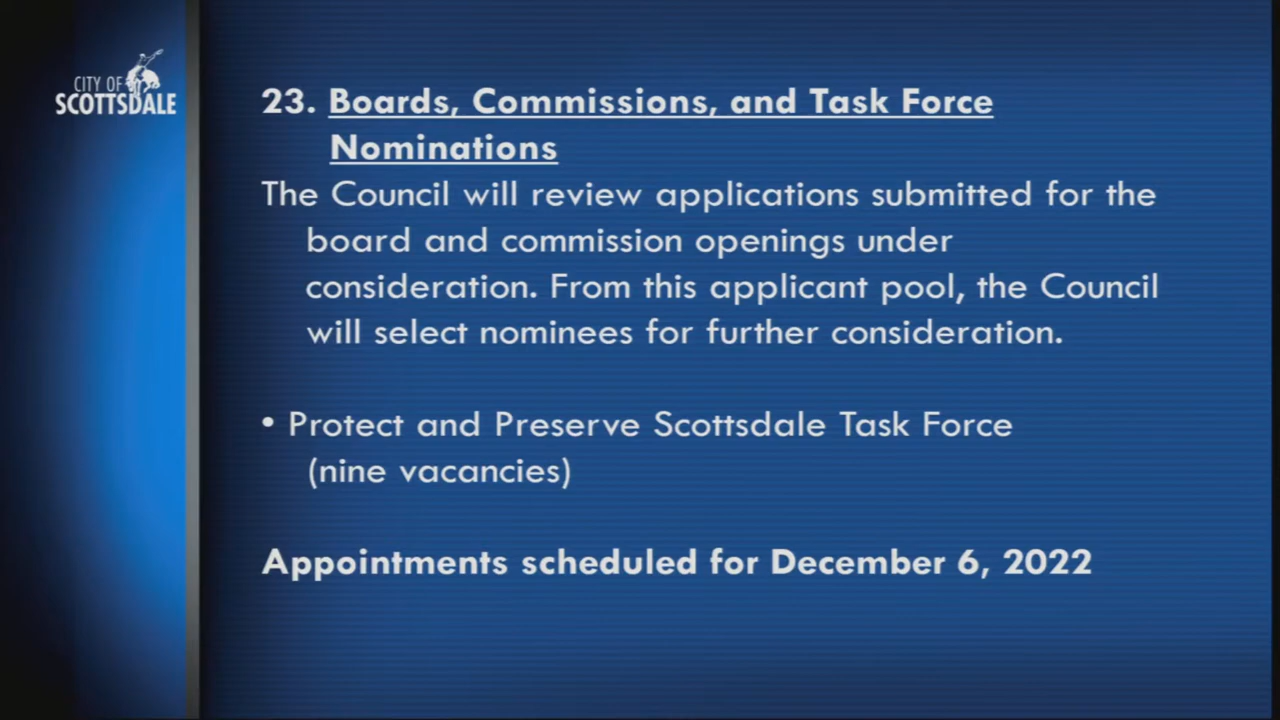 CITY OF
SCOTTSDALE
23. Boards, Commissions, and Task Force
Nominations
The Council will review applications submitted for the
board and commission openings under
consideration. From this applicant pool, the Council
will select nominees for further consideration.
• Protect and Preserve Scottsdale Task Force
(nine vacancies)
Appointments scheduled for December 6, 2022